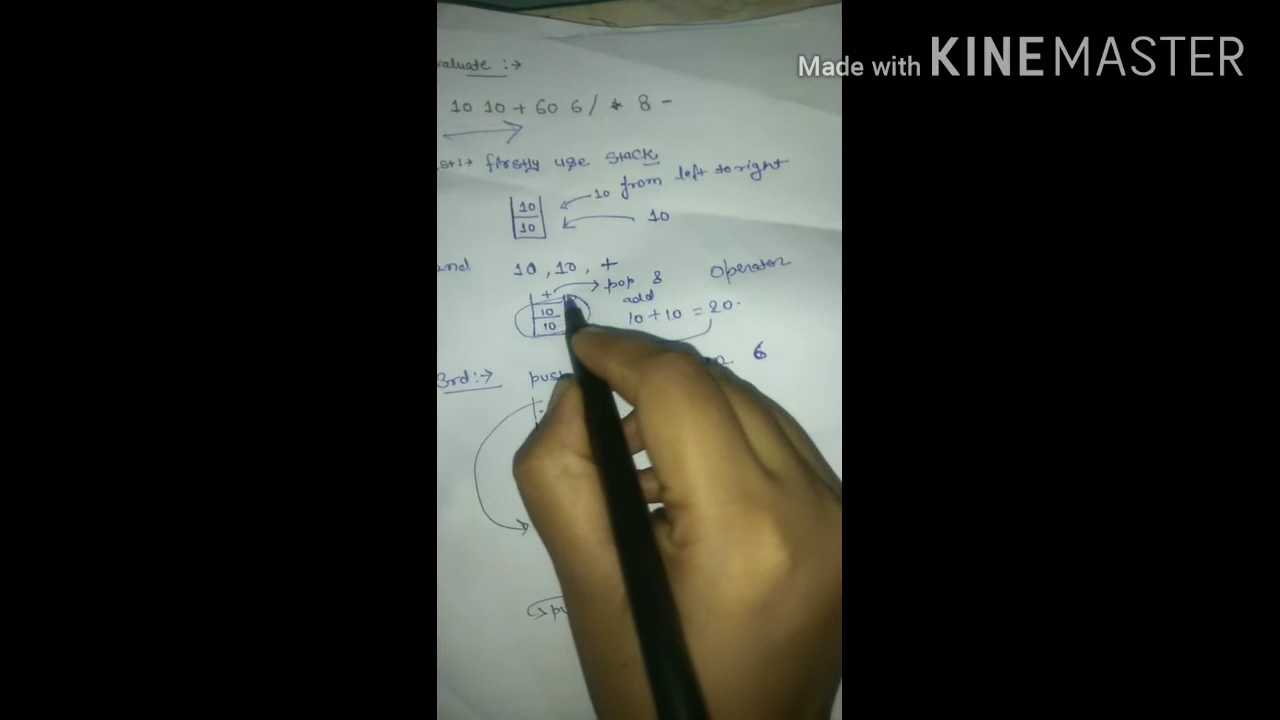 Made with KINEMASTER
valuate :→
10 10 + 60 6 / * 8 -
firstly use stack
10 from left to right
10
10
10
10, 10, +
operator
+
pop &
add
10
10
10 + 10 = 20.
6
3rd :→